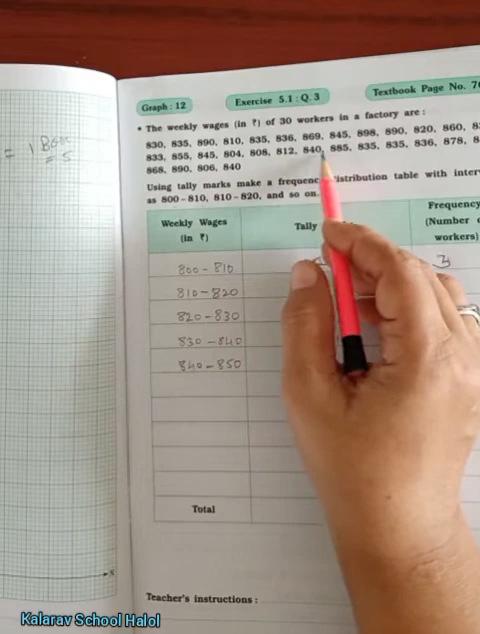 Graph : 12
Exercise 5.1 : Q. 3
Textbook Page No. 76
= 1 Box
= 5
• The weekly wages (in ₹) of 30 workers in a factory are :
830, 835, 890, 810, 835, 836, 869, 845, 898, 890, 820, 860,
833, 855, 845, 804, 808, 812, 840, 885, 835, 835, 836, 878,
868, 890, 806, 840
Using tally marks make a frequency distribution table with
as 800-810, 810-820, and so on.
Weekly Wages
(in ₹)
Tally
Frequency
(Number
workers)
800-810
3
810-820
820-830
830-840
840-850
Total
x
Teacher's instructions :
Kalarav School Halol